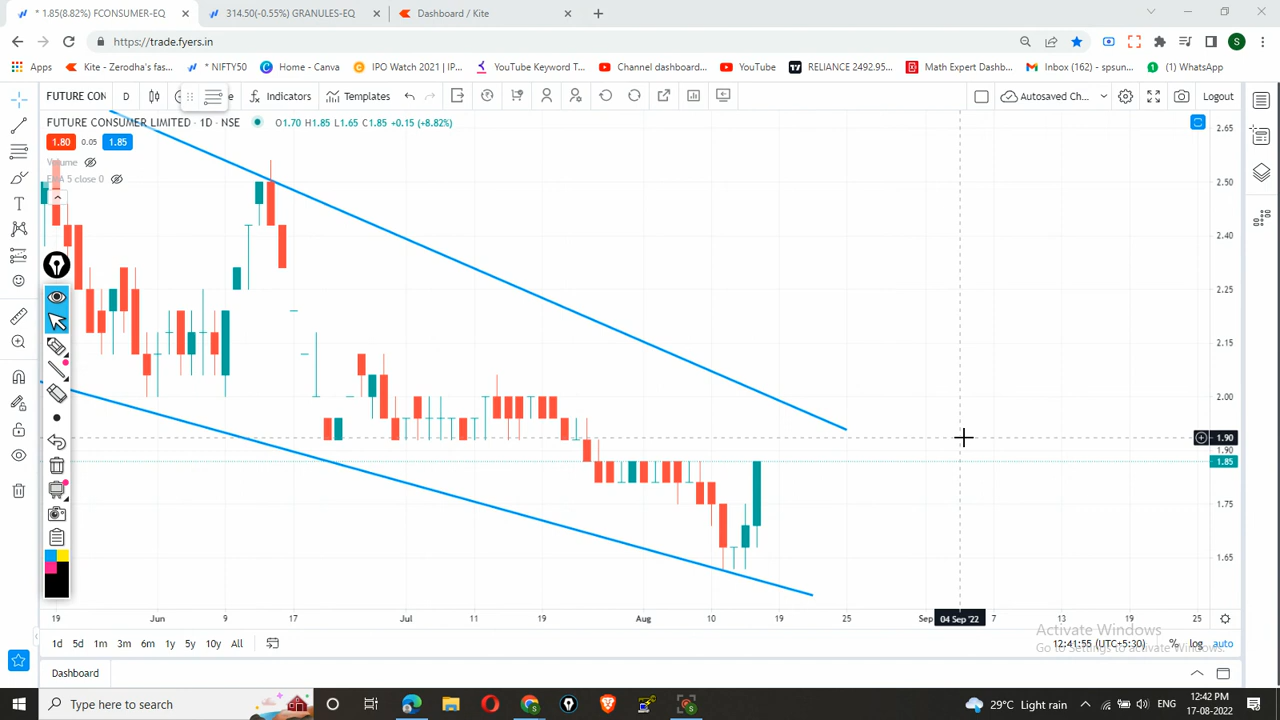 * 1.85(8.82%) FCONSUMER-EQ
314.50(-0.55%) GRANULES-EQ
Dashboard / Kite
https://trade.fyers.in
S
Apps
Kite - Zerodha's fas...
* NIFTY50
Home - Canva
IPO Watch 2021 | IP...
YouTube Keyword T...
Channel dashboard...
YouTube
RELIANCE 2492.95...
Math Expert Dashb...
Inbox (162) - spsun...
(1) WhatsApp
FUTURE CON
D
Indicators
Templates
Autosaved Ch...
Logout
FUTURE CONSUMER LIMITED · 1D · NSE
O1.70 H1.85 L1.65 C1.85 +0.15 (+8.82%)
1.80 0.05 1.85
Volume
EMA 5 close 0
2.65
2.50
2.40
2.25
2.15
2.00
1.90
1.90
1.85
1.75
1.65
19 Jun 9 17 Jul 11 19 Aug 10 19 25 Sep 04 Sep '22 7 13 19 25
1d 5d 1m 3m 6m 1y 5y 10y All
12:41:55 (UTC+5:30) % log auto
Activate Windows
Go to Settings to activate Windows.
Dashboard
Type here to search
29°C Light rain
ENG
12:42 PM
17-08-2022